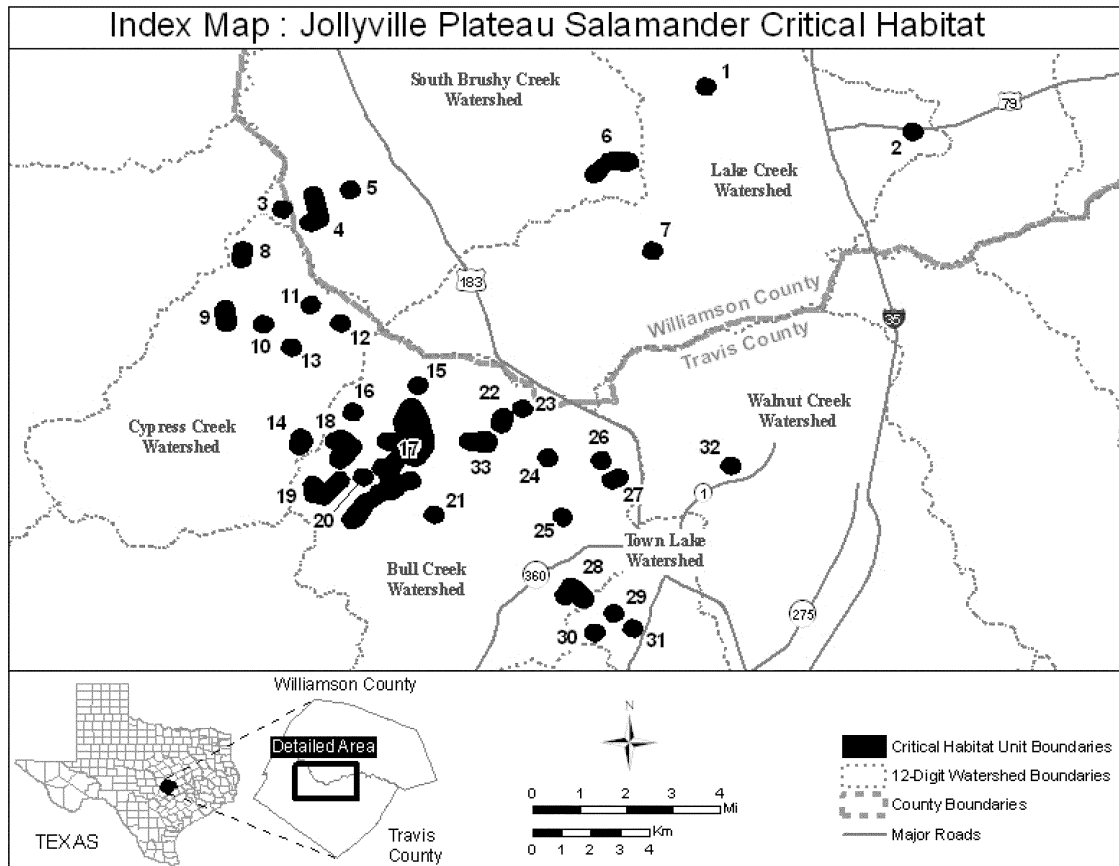 Index Map : Jollyville Plateau Salamander Critical Habitat
South Brushy Creek
Watershed
1
79
2
6
Lake Creek
Watershed
5
3
4
7
8
183
Williamson County
Travis County
35
11
9
10
12
13
15
16
22
23
14
18
Cypress Creek
Watershed
17
33
24
26
27
32
Walnut Creek
Watershed
1
19
20
21
25
Town Lake
Watershed
Bull Creek
Watershed
360
28
29
275
30
31
Williamson County
Detailed Area
TEXAS
Travis
County
N
0 1 2 3 4
Mi
Km
0 1 2 3 4
Critical Habitat Unit Boundaries
12-Digit Watershed Boundaries
County Boundaries
Major Roads